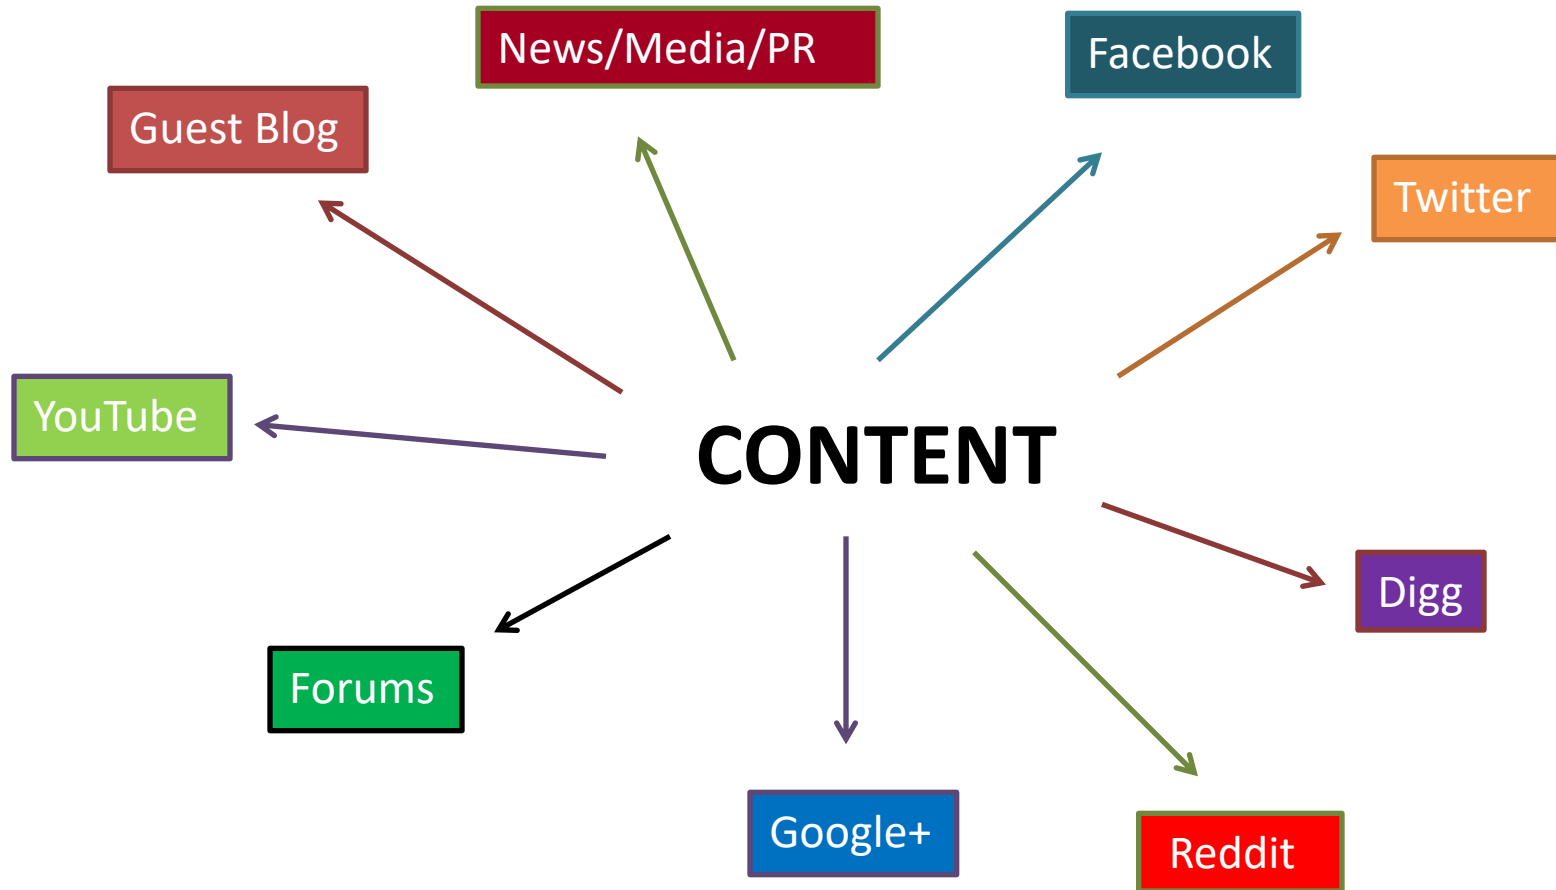 News/Media/PR
Facebook
Guest Blog
Twitter
YouTube
CONTENT
Digg
Forums
Google+
Reddit